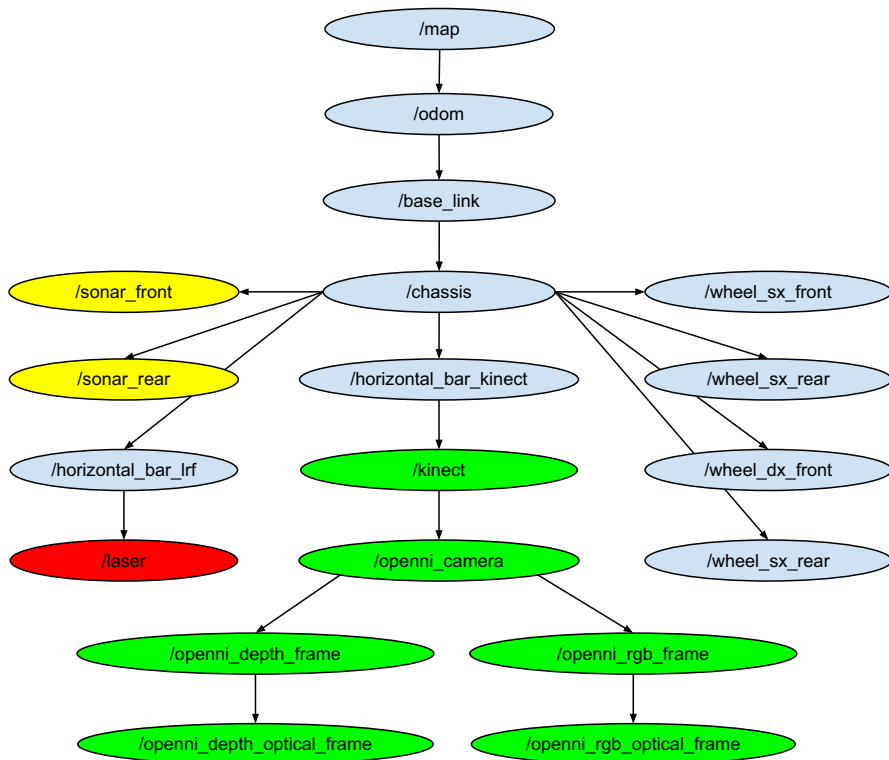 /map
/odom
/base_link
/sonar_front
/chassis
/wheel_sx_front
/sonar_rear
/horizontal_bar_kinect
/wheel_sx_rear
/horizontal_bar_lrf
/kinect
/wheel_dx_front
/laser
/openni_camera
/wheel_sx_rear
/openni_depth_frame
/openni_rgb_frame
/openni_depth_optical_frame
/openni_rgb_optical_frame